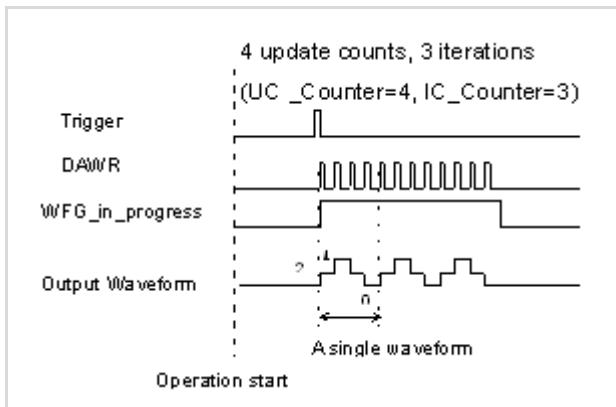 4 update counts, 3 iterations
(UC _Counter=4, IC_Counter=3)
Trigger
DAWR
WFG_in_progress
2
4
Output Waveform
0
A single waveform
Operation start